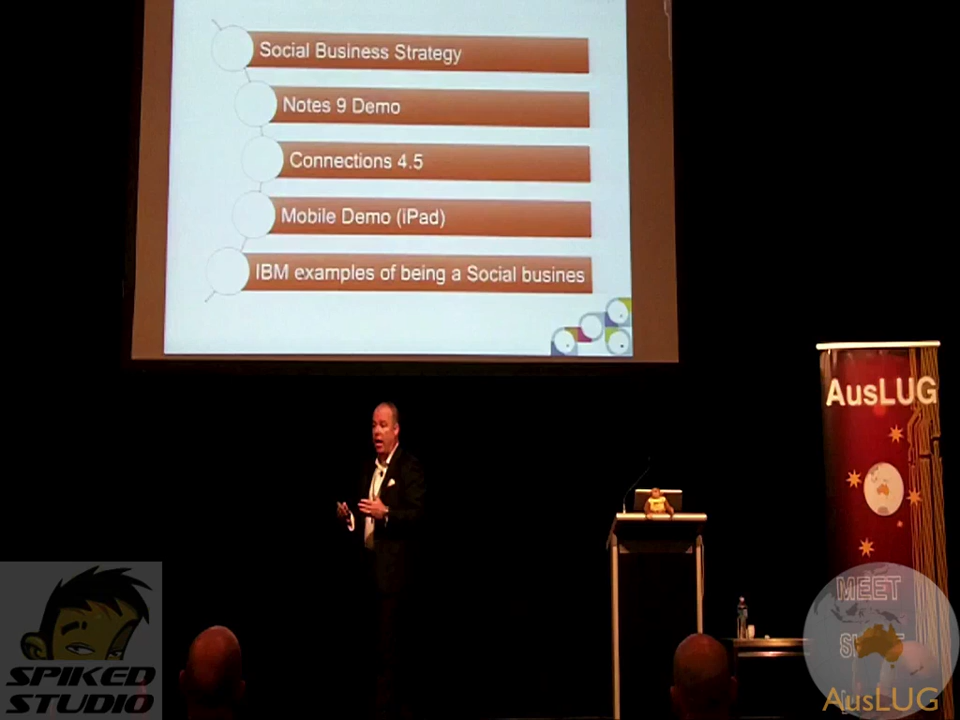 Social Business Strategy
Notes 9 Demo
Connections 4.5
Mobile Demo (iPad)
IBM examples of being a Social busines
AusLUG
MEET
SPIKED
STUDIO
AusLUG